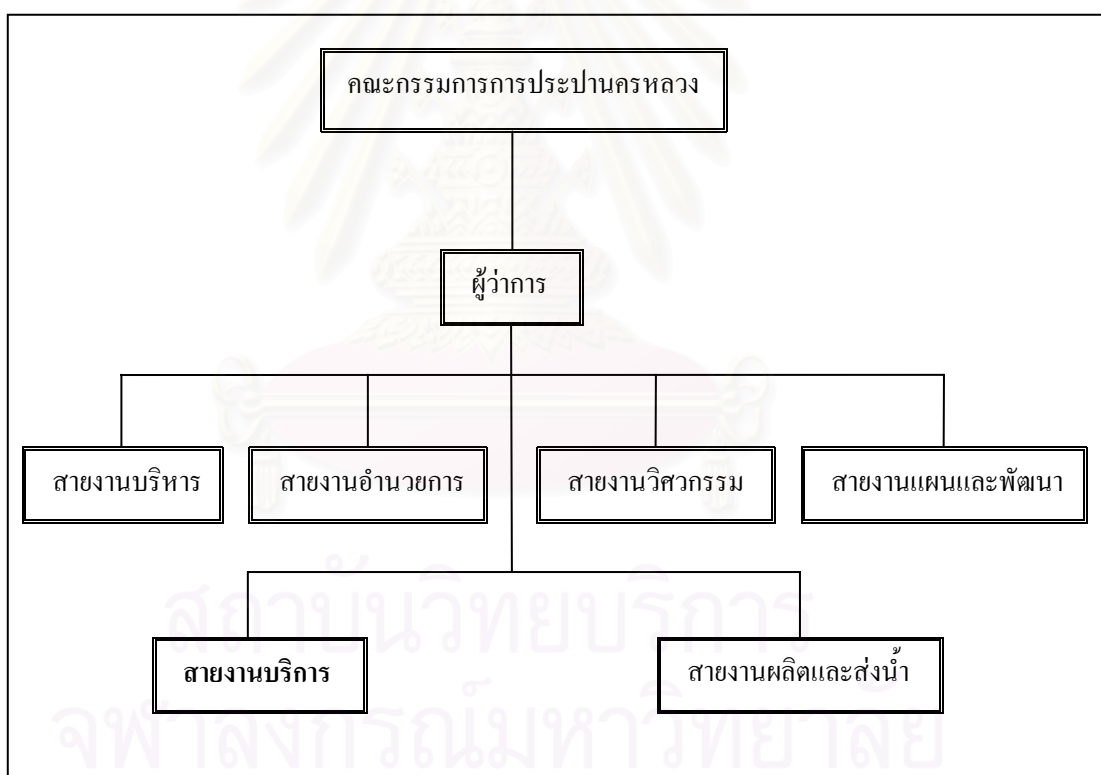 คณะกรรมการการประปานครหลวง
ผู้ว่าการ
สายงานบริหาร
สายงานอำนวยการ
สายงานวิศวกรรม
สายงานแผนและพัฒนา
สายงานบริการ
สายงานผลิตและส่งน้ำ
สถาบันวิทยบริการ
จุฬาลงกรณ์มหาวิทยาลัย